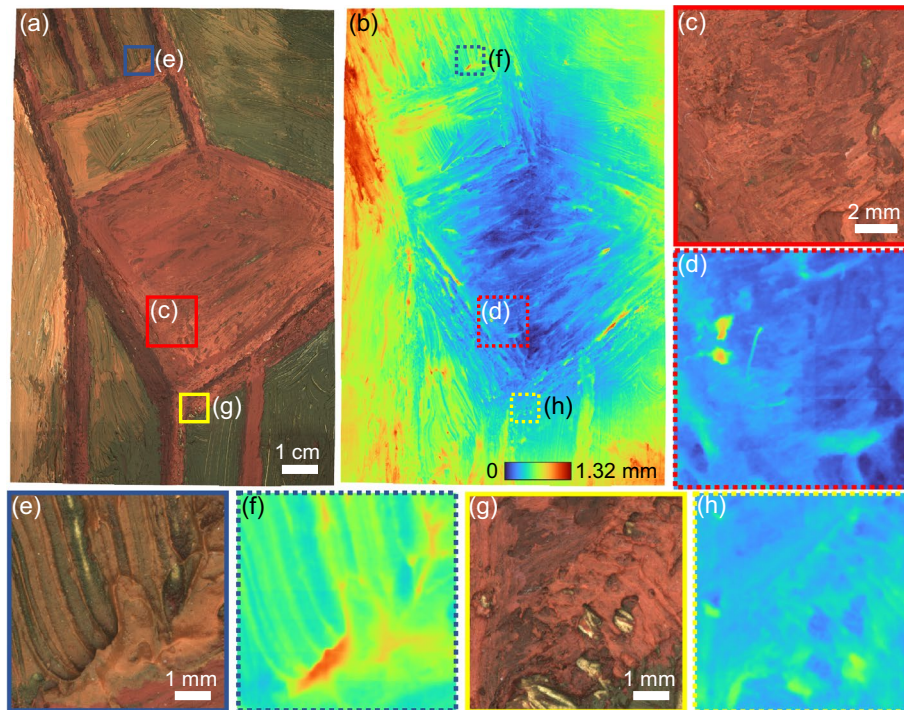 (a)
(e)
(c)
(g)
1 cm
(b)
(f)
(d)
(h)
0 1.32 mm
(c)
2 mm
(d)
(e)
1 mm
(f)
(g)
1 mm
(h)